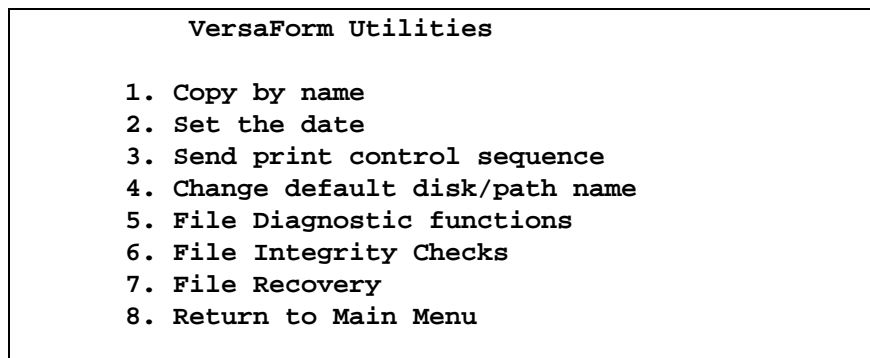 VersaForm Utilities
1. Copy by name
2. Set the date
3. Send print control sequence
4. Change default disk/path name
5. File Diagnostic functions
6. File Integrity Checks
7. File Recovery
8. Return to Main Menu